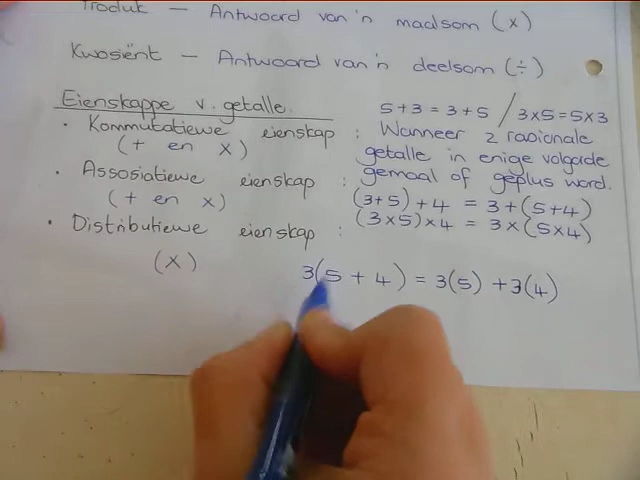 Produk – Antwoord van 'n maalsom (x)
Kwosiënt – Antwoord van 'n deelsom (÷)
Eienskappe v. getalle.
5+3 = 3+5 / 3x5 = 5x3
· Kommutatiewe eienskap : Wanneer 2 rasionale
(+ en x) getalle in enige volgorde
· Assosiatiewe eienskap : gemaal of geplus word.
(+ en x) (3+5) + 4 = 3+(5+4)
(3x5) x 4 = 3x(5x4)
· Distributiewe eienskap :
(x) 3(5 + 4) = 3(5) + 3(4)